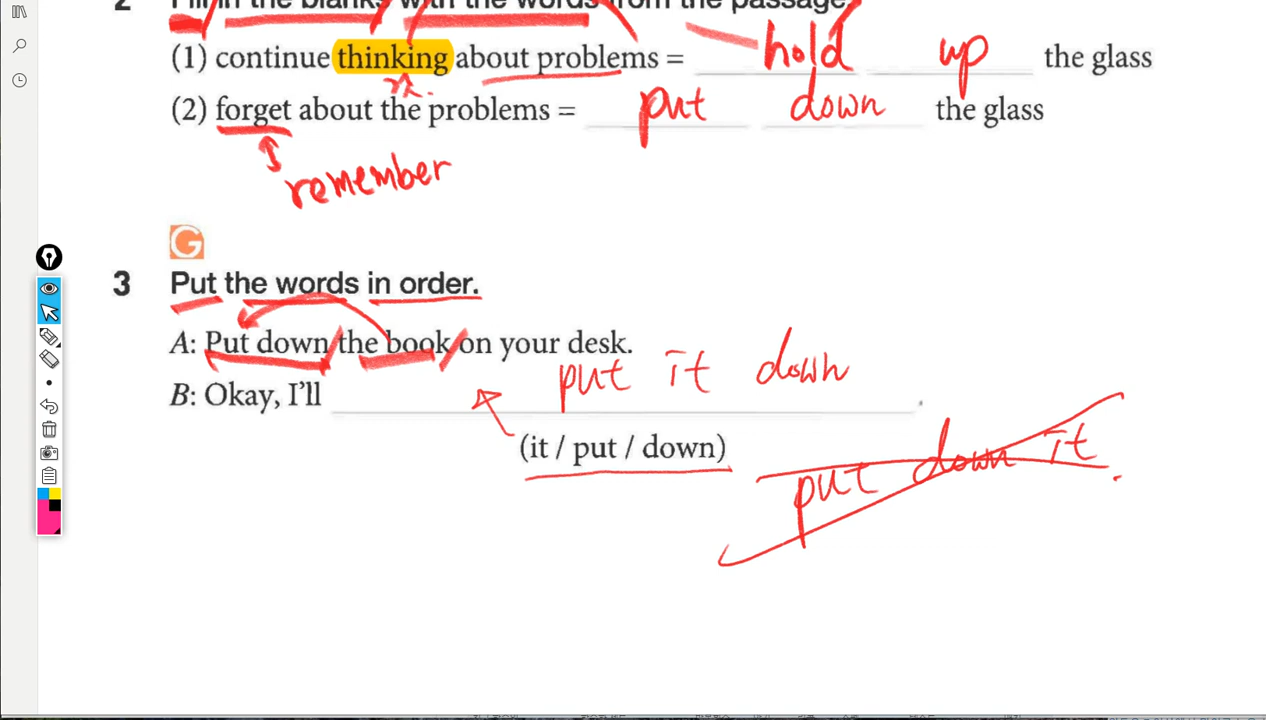 2 Fill in the blanks with the words from the passage.
(1) continue thinking about problems = hold up the glass
(2) forget about the problems = put down the glass
remember
G
3 Put the words in order.
A: Put down the book on your desk.
put it down
B: Okay, I'll .
(it / put / down)
put down it.